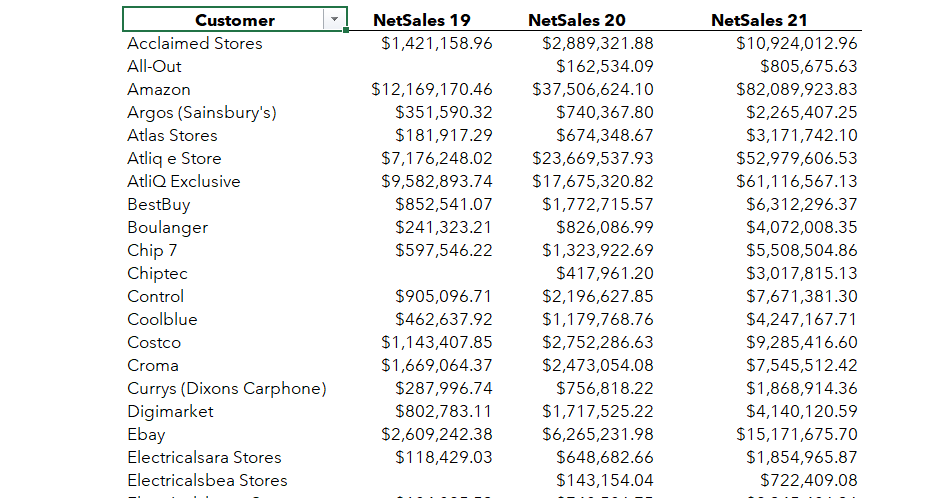 Customer NetSales 19 NetSales 20 NetSales 21
Acclaimed Stores $1,421,158.96 $2,889,321.88 $10,924,012.96
All-Out $162,534.09 $805,675.63
Amazon $12,169,170.46 $37,506,624.10 $82,089,923.83
Argos (Sainsbury's) $351,590.32 $740,367.80 $2,265,407.25
Atlas Stores $181,917.29 $674,348.67 $3,171,742.10
Atliq e Store $7,176,248.02 $23,669,537.93 $52,979,606.53
AtliQ Exclusive $9,582,893.74 $17,675,320.82 $61,116,567.13
BestBuy $852,541.07 $1,772,715.57 $6,312,296.37
Boulanger $241,323.21 $826,086.99 $4,072,008.35
Chip 7 $597,546.22 $1,323,922.69 $5,508,504.86
Chiptec $417,961.20 $3,017,815.13
Control $905,096.71 $2,196,627.85 $7,671,381.30
Coolblue $462,637.92 $1,179,768.76 $4,247,167.71
Costco $1,143,407.85 $2,752,286.63 $9,285,416.60
Croma $1,669,064.37 $2,473,054.08 $7,545,512.42
Currys (Dixons Carphone) $287,996.74 $756,818.22 $1,868,914.36
Digimarket $802,783.11 $1,717,525.22 $4,140,120.59
Ebay $2,609,242.38 $6,265,231.98 $15,171,675.70
Electricalsara Stores $118,429.03 $648,682.66 $1,854,965.87
Electricalsbea Stores $143,154.04 $722,409.08